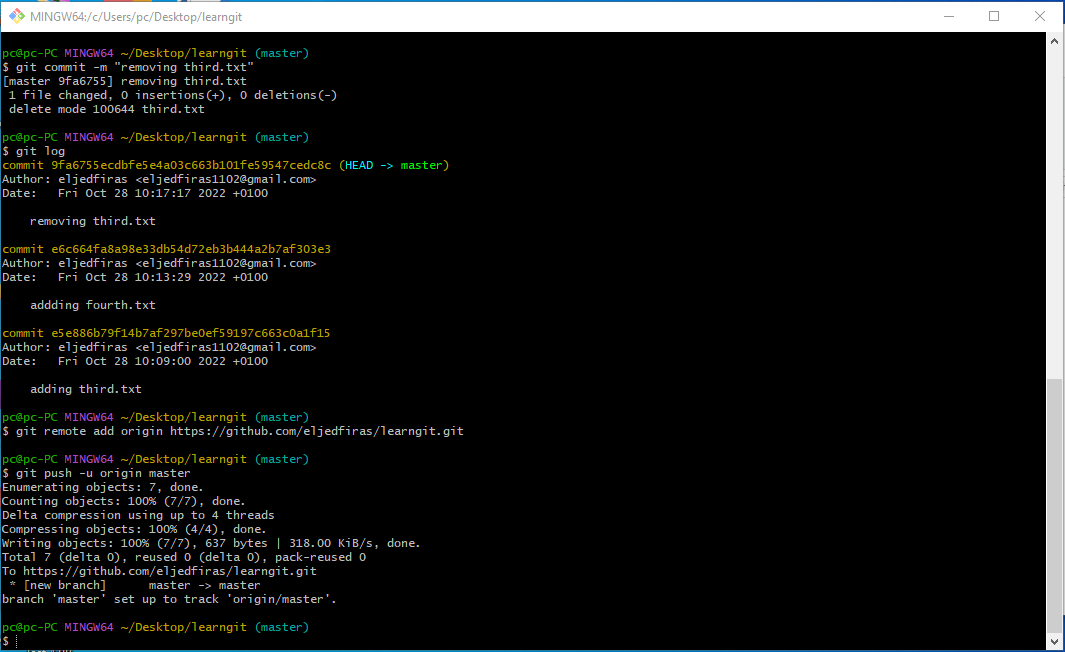 MINGW64:/c/Users/pc/Desktop/learngit
pc@pc-PC MINGW64 ~/Desktop/learngit (master)
$ git commit -m "removing third.txt"
[master 9fa6755] removing third.txt
 1 file changed, 0 insertions(+), 0 deletions(-)
 delete mode 100644 third.txt
pc@pc-PC MINGW64 ~/Desktop/learngit (master)
$ git log
commit 9fa6755ecdbfe5e4a03c663b101fe59547cedc8c (HEAD -> master)
Author: eljedfiras <eljedfiras1102@gmail.com>
Date:   Fri Oct 28 10:17:17 2022 +0100
    removing third.txt
commit e6c664fa8a98e33db54d72eb3b444a2b7af303e3
Author: eljedfiras <eljedfiras1102@gmail.com>
Date:   Fri Oct 28 10:13:29 2022 +0100
    addding fourth.txt
commit e5e886b79f14b7af297be0ef59197c663c0a1f15
Author: eljedfiras <eljedfiras1102@gmail.com>
Date:   Fri Oct 28 10:09:00 2022 +0100
    adding third.txt
pc@pc-PC MINGW64 ~/Desktop/learngit (master)
$ git remote add origin https://github.com/eljedfiras/learngit.git
pc@pc-PC MINGW64 ~/Desktop/learngit (master)
$ git push -u origin master
Enumerating objects: 7, done.
Counting objects: 100% (7/7), done.
Delta compression using up to 4 threads
Compressing objects: 100% (4/4), done.
Writing objects: 100% (7/7), 637 bytes | 318.00 KiB/s, done.
Total 7 (delta 0), reused 0 (delta 0), pack-reused 0
To https://github.com/eljedfiras/learngit.git
 * [new branch]      master -> master
branch 'master' set up to track 'origin/master'.
pc@pc-PC MINGW64 ~/Desktop/learngit (master)
$